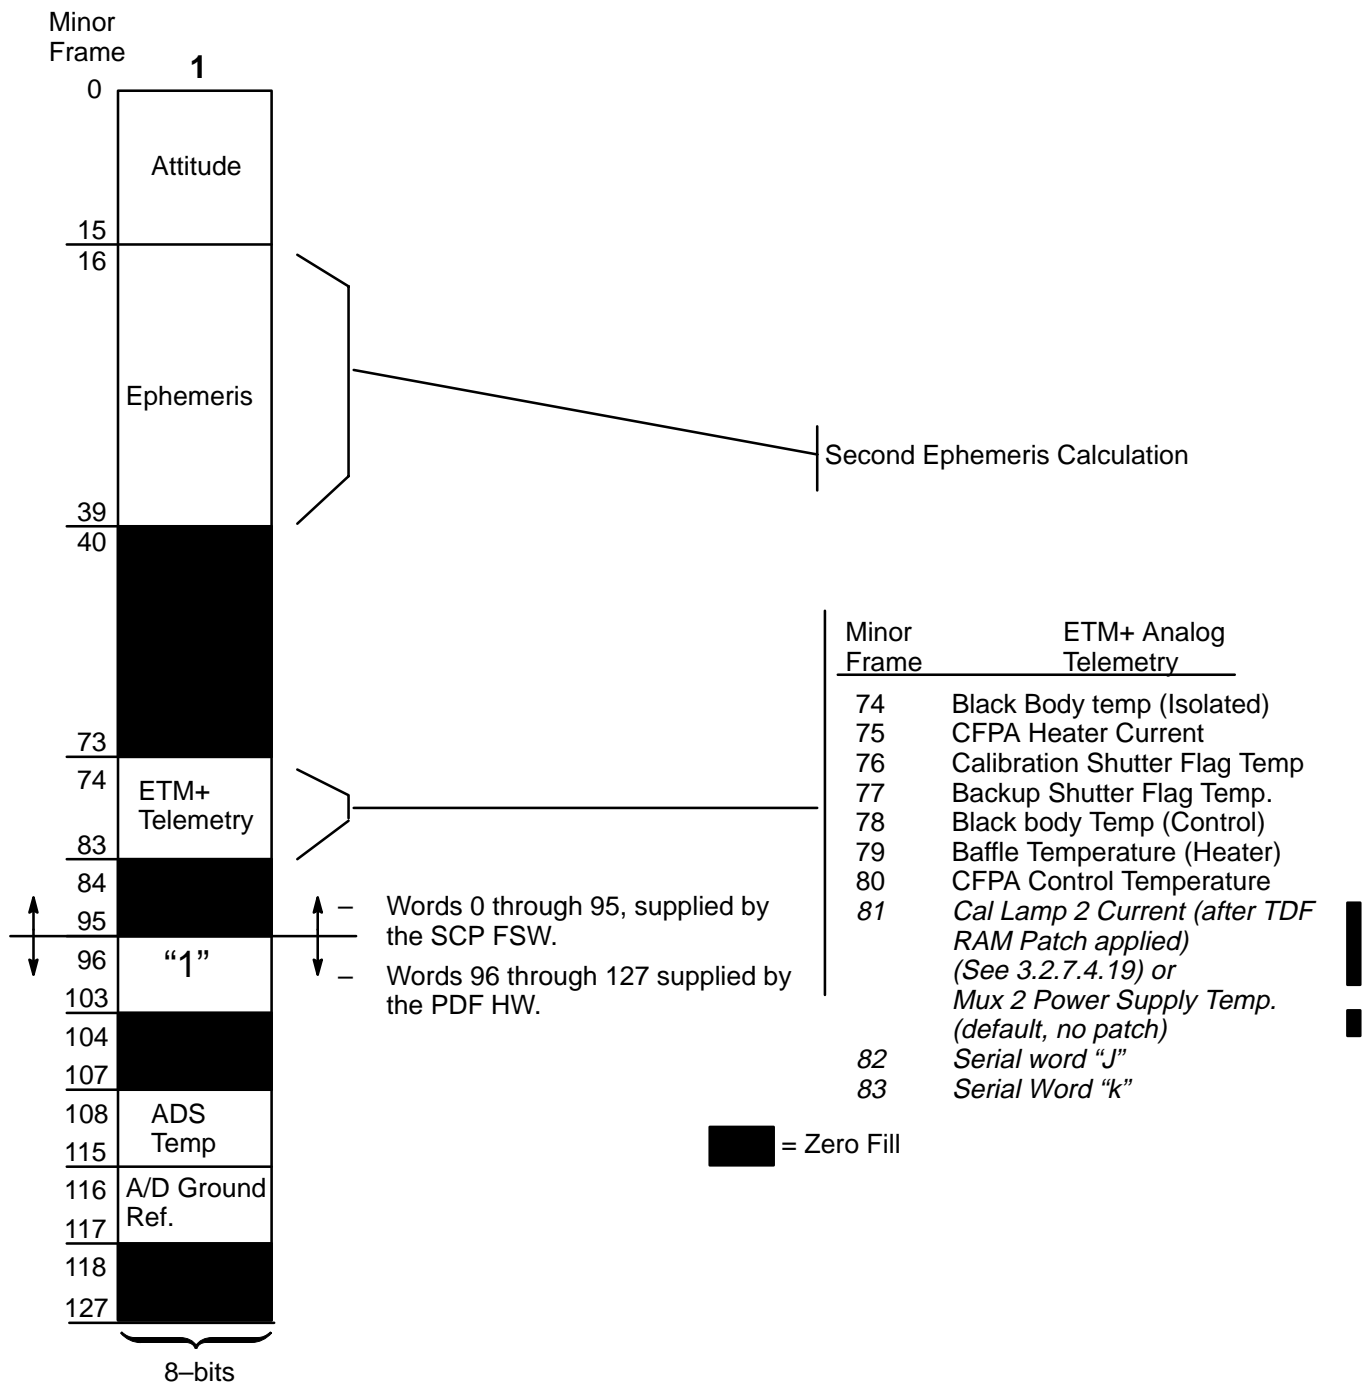 Minor
Frame
1
0
Attitude
15
16
Ephemeris
Second Ephemeris Calculation
39
40
73
74
ETM+
Telemetry
83
84
95
96
“1”
103
104
107
108
ADS
Temp
115
116
A/D Ground
Ref.
117
118
127
8–bits
– Words 0 through 95, supplied by
the SCP FSW.
– Words 96 through 127 supplied by
the PDF HW.
Minor
Frame
ETM+ Analog
Telemetry
74 Black Body temp (Isolated)
75 CFPA Heater Current
76 Calibration Shutter Flag Temp
77 Backup Shutter Flag Temp.
78 Black body Temp (Control)
79 Baffle Temperature (Heater)
80 CFPA Control Temperature
81 Cal Lamp 2 Current (after TDF
RAM Patch applied)
(See 3.2.7.4.19) or
Mux 2 Power Supply Temp.
(default, no patch)
82 Serial word “J”
83 Serial Word “k”
= Zero Fill